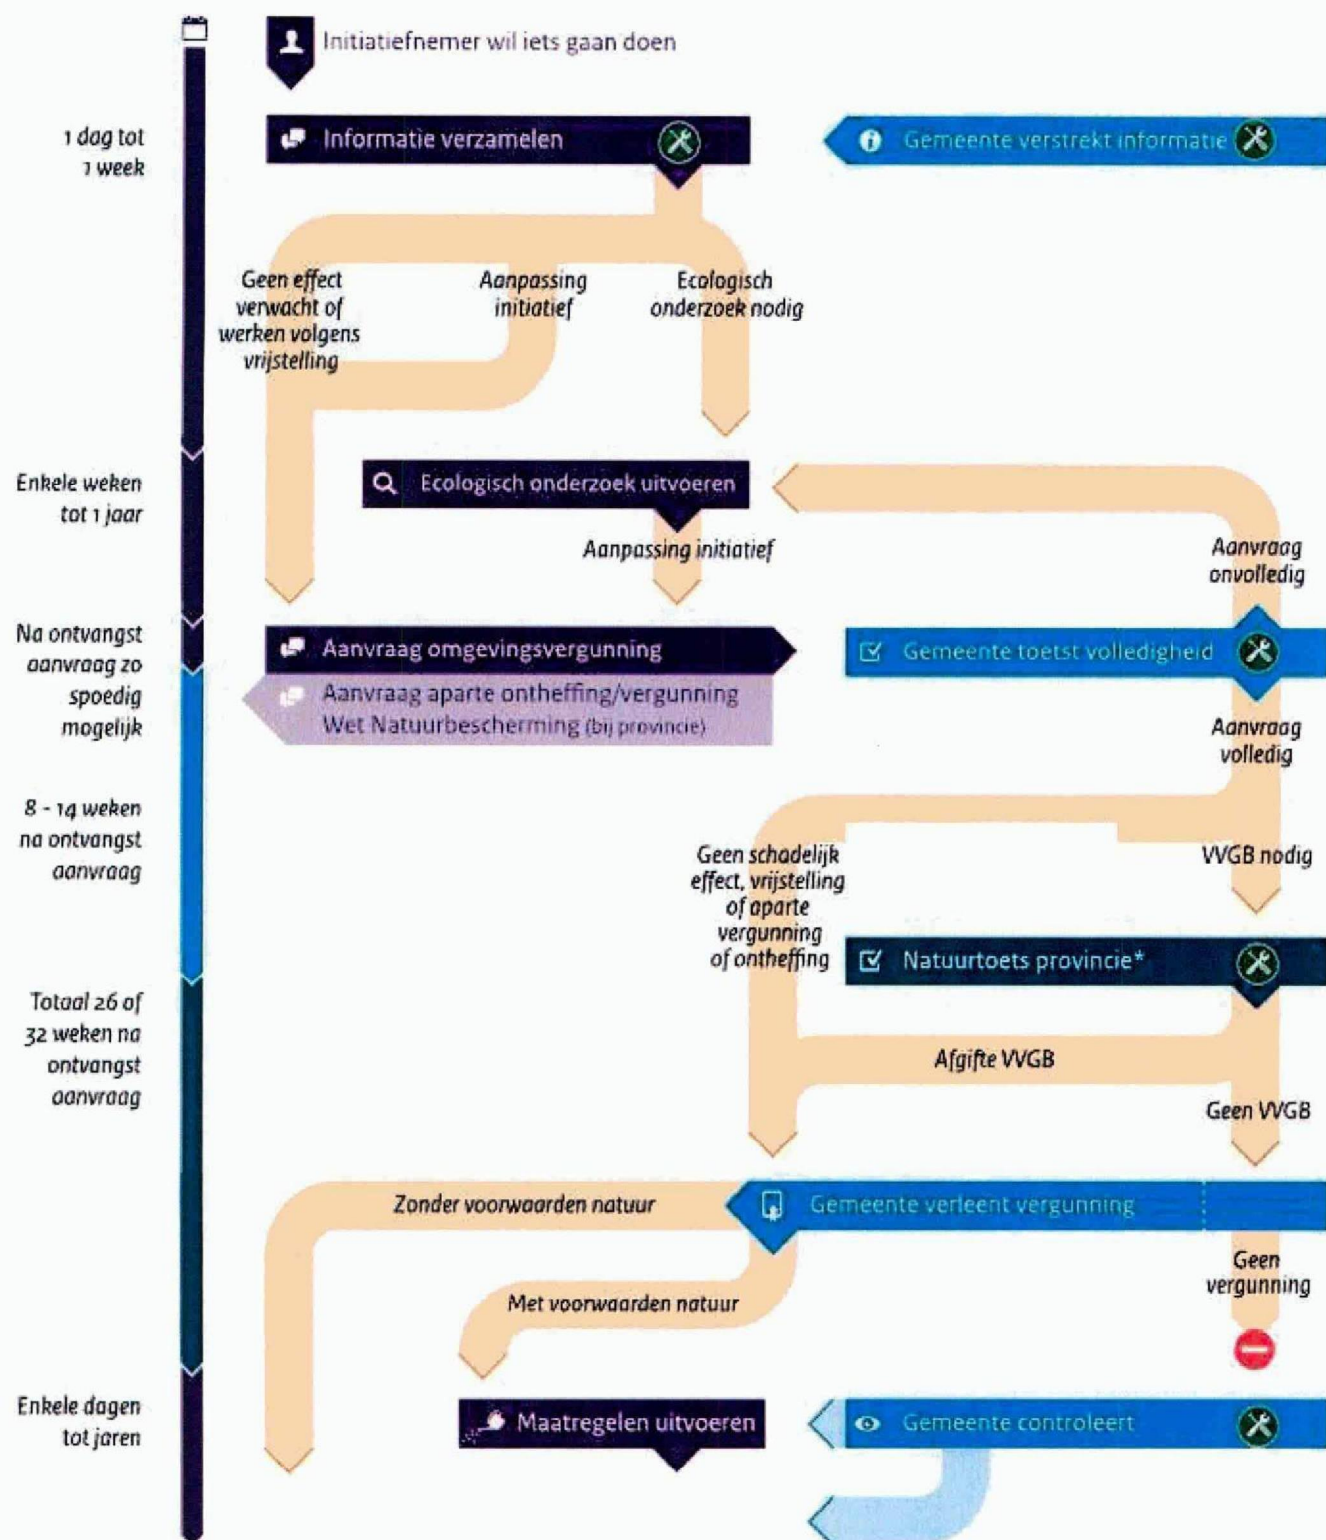 Initiatiefnemer wil iets gaan doen
1 dag tot
1 week
Informatie verzamelen
Gemeente verstrekt informatie
Geen effect
verwacht of
werken volgens
vrijstelling
Aanpassing
initiatief
Ecologisch
onderzoek nodig
Enkele weken
tot 1 jaar
Ecologisch onderzoek uitvoeren
Aanpassing initiatief
Aanvraag
onvolledig
Na ontvangst
aanvraag zo
spoedig
mogelijk
Aanvraag omgevingsvergunning
Gemeente toetst volledigheid
Aanvraag aparte ontheffing/vergunning
Wet Natuurbescherming (bij provincie)
Aanvraag
volledig
8 - 14 weken
na ontvangst
aanvraag
Geen schadelijk
effect, vrijstelling
of aparte
vergunning
of ontheffing
VVGB nodig
Natuurtoets provincie*
Totaal 26 of
32 weken na
ontvangst
aanvraag
Afgifte VVGB
Geen VVGB
Zonder voorwaarden natuur
Gemeente verleent vergunning
Geen
vergunning
Met voorwaarden natuur
Enkele dagen
tot jaren
Maatregelen uitvoeren
Gemeente controleert